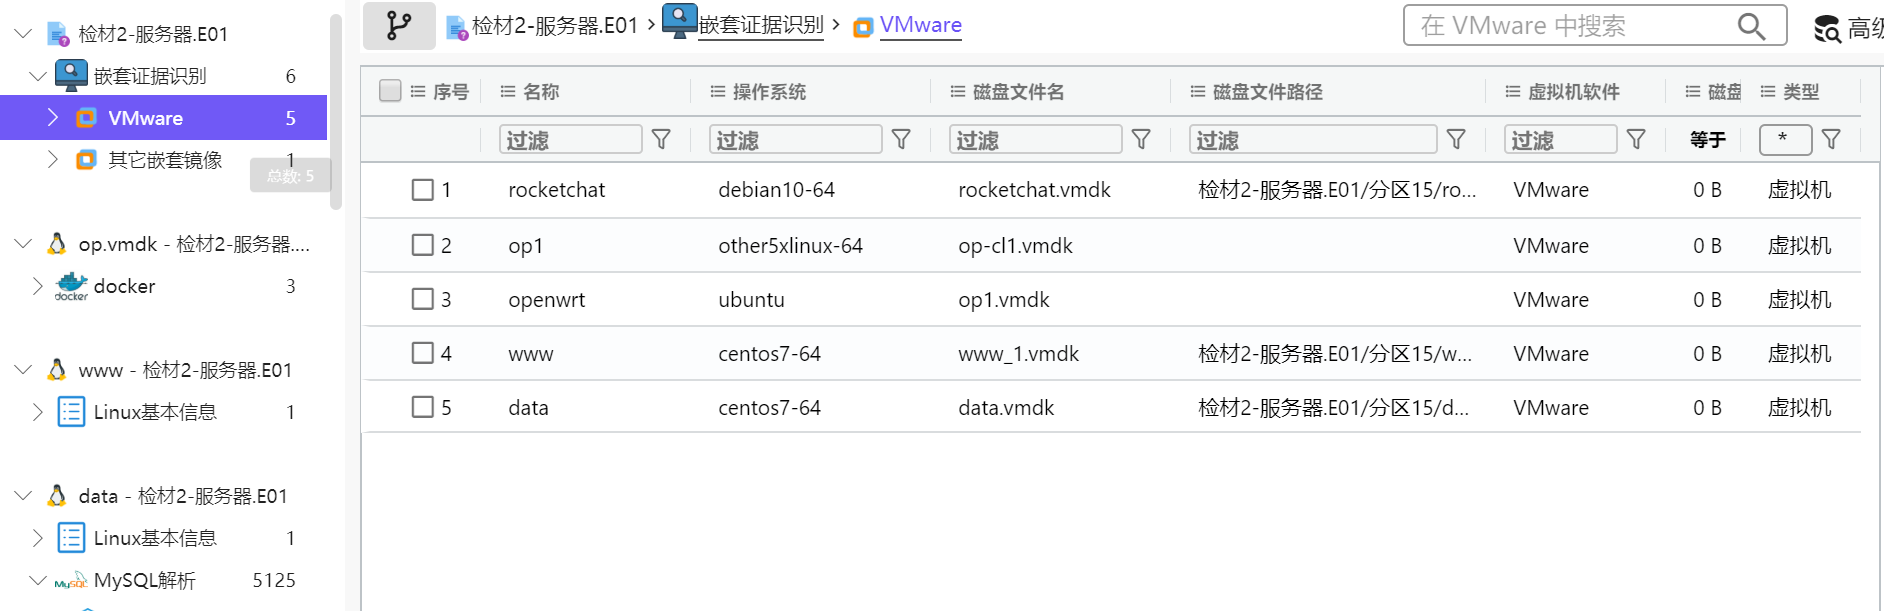 检材2-服务器.E01
嵌套证据识别 6
VMware 5
其它嵌套镜像 1
总数: 5
op.vmdk - 检材2-服务器....
docker 3
www - 检材2-服务器.E01
Linux基本信息 1
data - 检材2-服务器.E01
Linux基本信息 1
MySQL解析 5125
检材2-服务器.E01 › 嵌套证据识别 › VMware
在 VMware 中搜索
高级
序号 名称 操作系统 磁盘文件名 磁盘文件路径 虚拟机软件 磁盘 类型
过滤 过滤 过滤 过滤 过滤 等于 *
1 rocketchat debian10-64 rocketchat.vmdk 检材2-服务器.E01/分区15/ro... VMware 0 B 虚拟机
2 op1 other5xlinux-64 op-cl1.vmdk VMware 0 B 虚拟机
3 openwrt ubuntu op1.vmdk VMware 0 B 虚拟机
4 www centos7-64 www_1.vmdk 检材2-服务器.E01/分区15/w... VMware 0 B 虚拟机
5 data centos7-64 data.vmdk 检材2-服务器.E01/分区15/d... VMware 0 B 虚拟机